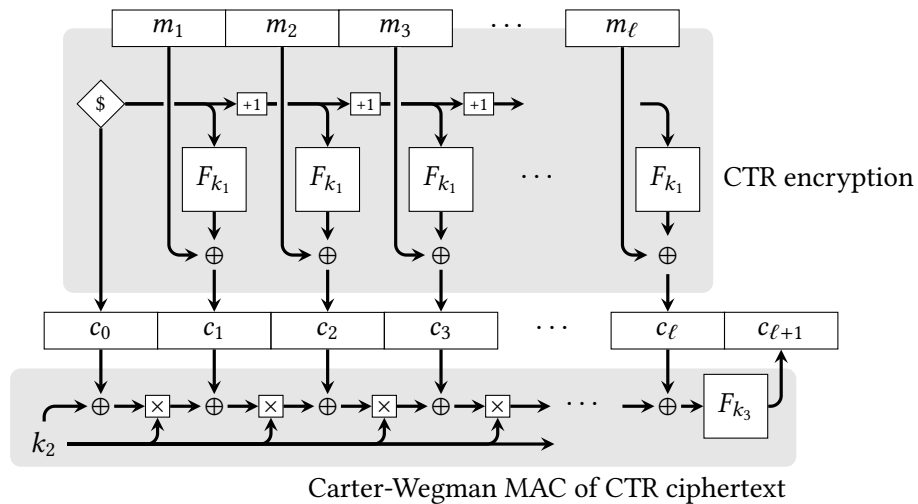 m₁ m₂ m₃ ··· m_ℓ
$ +1 +1 +1
F_{k₁} F_{k₁} F_{k₁} ··· F_{k₁} CTR encryption
⊕ ⊕ ⊕ ⊕
c₀ c₁ c₂ c₃ ··· c_ℓ c_{ℓ+1}
⊕ × ⊕ × ⊕ × ⊕ × ··· ⊕ F_{k₃}
k₂
Carter-Wegman MAC of CTR ciphertext